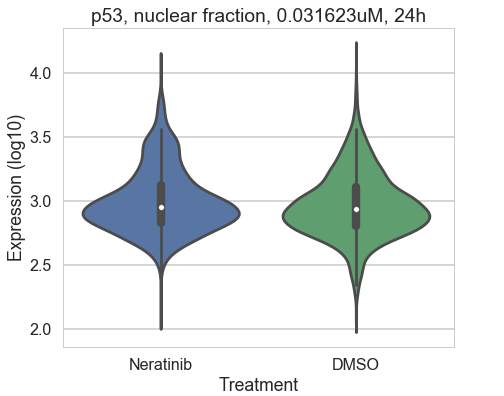 p53, nuclear fraction, 0.031623uM, 24h
Expression (log10)
4.0
3.5
3.0
2.5
2.0
Neratinib DMSO
Treatment